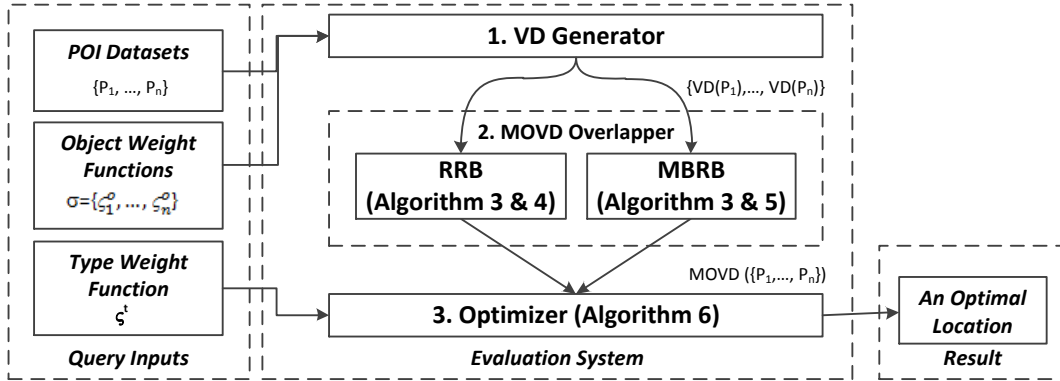 POI Datasets
{P₁, …, Pₙ}
Object Weight
Functions
σ={ς₁ᵒ, …, ςₙᵒ}
Type Weight
Function
ςᵗ
Query Inputs
1. VD Generator
{VD(P₁),…, VD(Pₙ)}
2. MOVD Overlapper
RRB
(Algorithm 3 & 4)
MBRB
(Algorithm 3 & 5)
MOVD ({P₁,…, Pₙ})
3. Optimizer (Algorithm 6)
Evaluation System
An Optimal
Location
Result